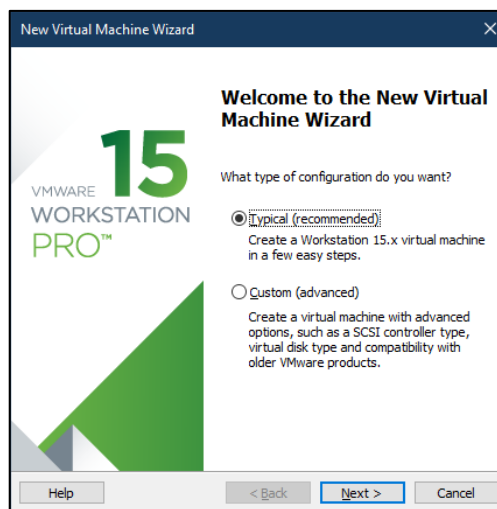 New Virtual Machine Wizard
VMWARE 15
WORKSTATION
PRO™
Welcome to the New Virtual
Machine Wizard
What type of configuration do you want?
Typical (recommended)
Create a Workstation 15.x virtual machine
in a few easy steps.
Custom (advanced)
Create a virtual machine with advanced
options, such as a SCSI controller type,
virtual disk type and compatibility with
older VMware products.
Help
< Back
Next >
Cancel